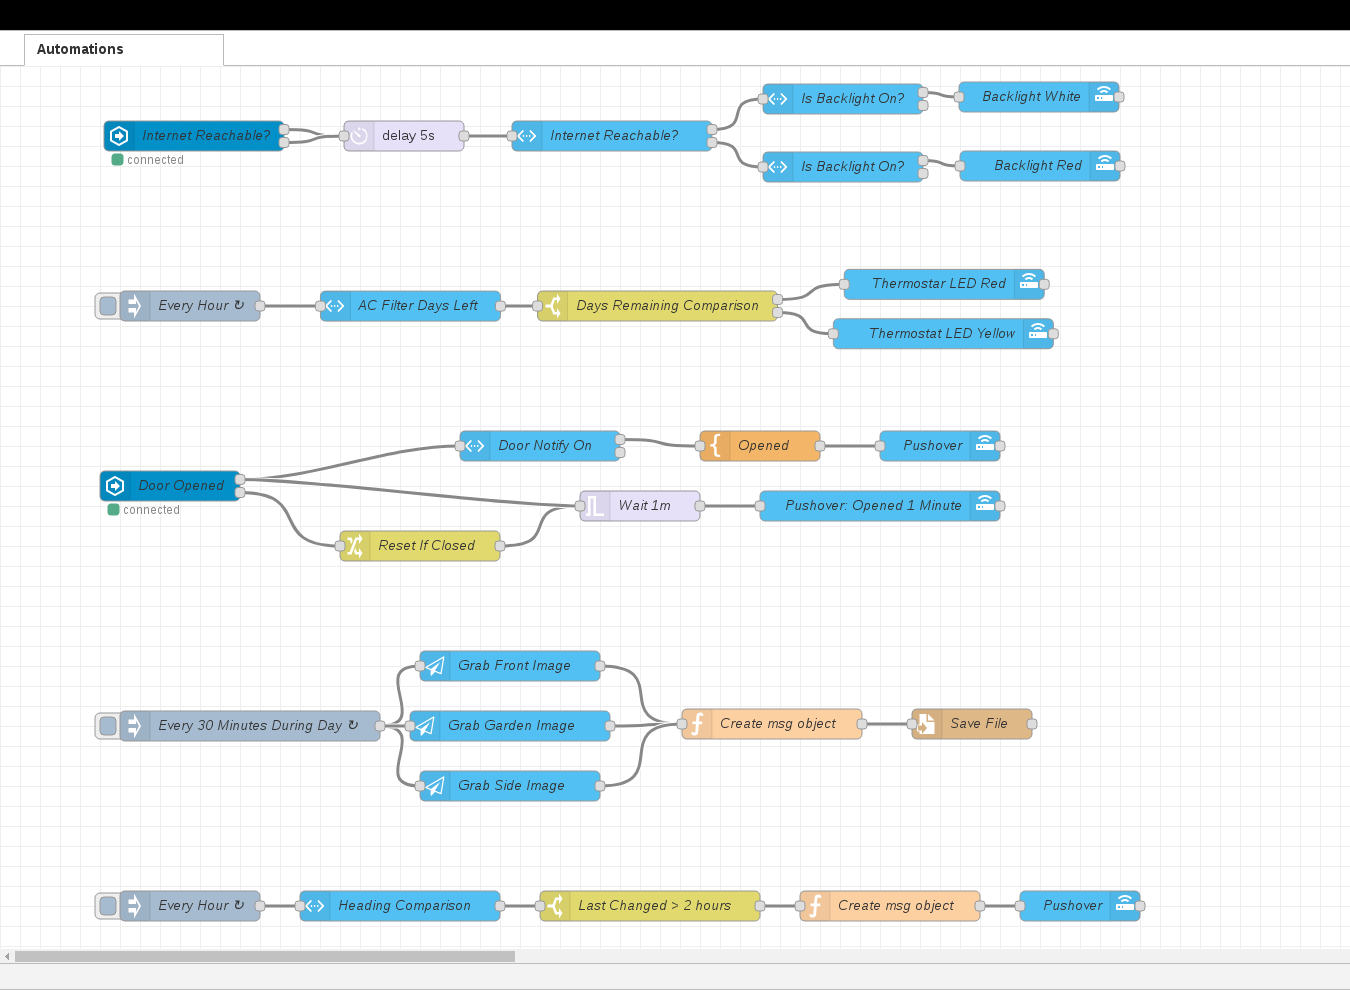 Automations
Internet Reachable?
connected
delay 5s
Internet Reachable?
Is Backlight On?
Backlight White
Is Backlight On?
Backlight Red
Every Hour ↻
AC Filter Days Left
Days Remaining Comparison
Thermostar LED Red
Thermostat LED Yellow
Door Opened
connected
Door Notify On
Opened
Pushover
Wait 1m
Pushover: Opened 1 Minute
Reset If Closed
Every 30 Minutes During Day ↻
Grab Front Image
Grab Garden Image
Grab Side Image
Create msg object
Save File
Every Hour ↻
Heading Comparison
Last Changed > 2 hours
Create msg object
Pushover